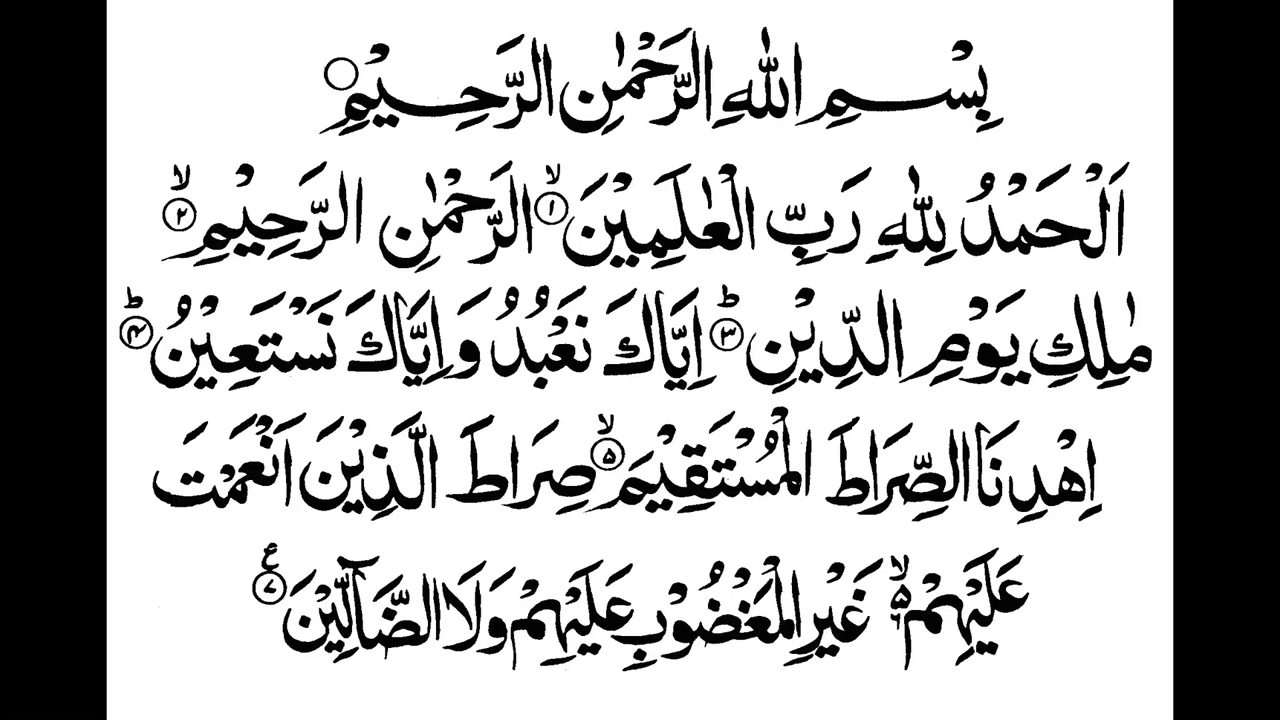 بِسْمِ اللّٰهِ الرَّحْمٰنِ الرَّحِيْمِ ۝
اَلْحَمْدُ لِلّٰهِ رَبِّ الْعٰلَمِيْنَ ۙ﴿۱﴾ الرَّحْمٰنِ الرَّحِيْمِ ۙ﴿۲﴾
مٰلِكِ يَوْمِ الدِّيْنِ ؕ﴿۳﴾ اِيَّاكَ نَعْبُدُ وَ اِيَّاكَ نَسْتَعِيْنُ ؕ﴿۴﴾
اِهْدِنَا الصِّرَاطَ الْمُسْتَقِيْمَ ۙ﴿۵﴾ صِرَاطَ الَّذِيْنَ اَنْعَمْتَ
عَلَيْهِمْ ۙ۵ غَيْرِ الْمَغْضُوْبِ عَلَيْهِمْ وَلَا الضَّآلِّيْنَ ﴿۷﴾ ع